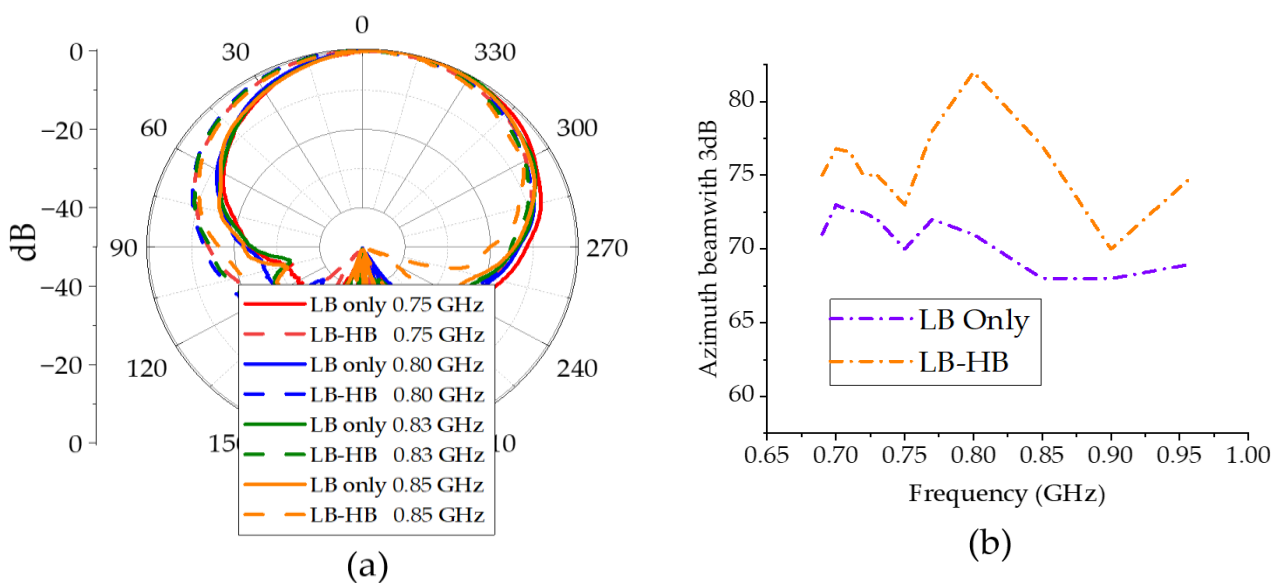 0
30
330
60
300
90
270
120
240
15
10
0
−20
−40
−40
−20
0
dB
LB only 0.75 GHz
LB-HB 0.75 GHz
LB only 0.80 GHz
LB-HB 0.80 GHz
LB only 0.83 GHz
LB-HB 0.83 GHz
LB only 0.85 GHz
LB-HB 0.85 GHz
(a)
Azimuth beamwith 3dB
80
75
70
65
60
LB Only
LB-HB
0.65 0.70 0.75 0.80 0.85 0.90 0.95 1.00
Frequency (GHz)
(b)